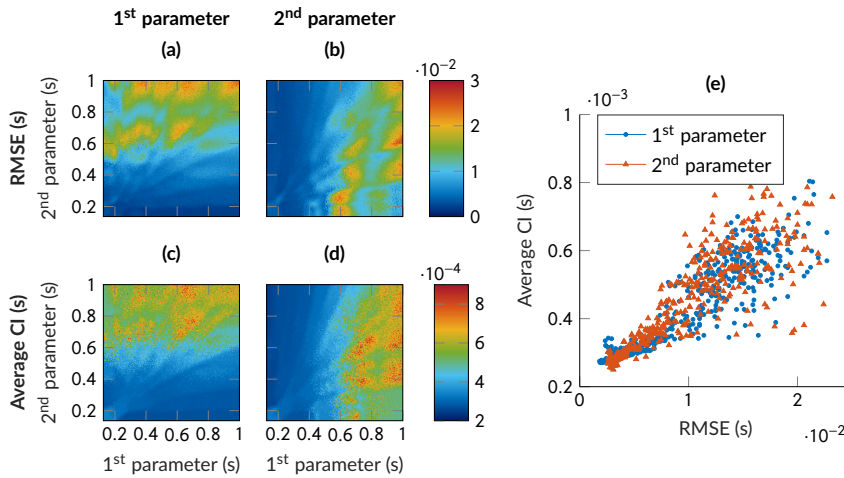 1st parameter 2nd parameter
(a) (b) (e)
·10−2
·10−3
RMSE (s)
2nd parameter (s)
1
0.8
0.6
0.4
0.2
3
2
1
0
(c) (d)
·10−4
Average CI (s)
2nd parameter (s)
1
0.8
0.6
0.4
0.2
8
6
4
2
0.2 0.4 0.6 0.8 1
0.2 0.4 0.6 0.8 1
1st parameter (s) 1st parameter (s)
1st parameter
2nd parameter
Average CI (s)
1
0.8
0.6
0.4
0.2
0 1 2
RMSE (s)
·10−2